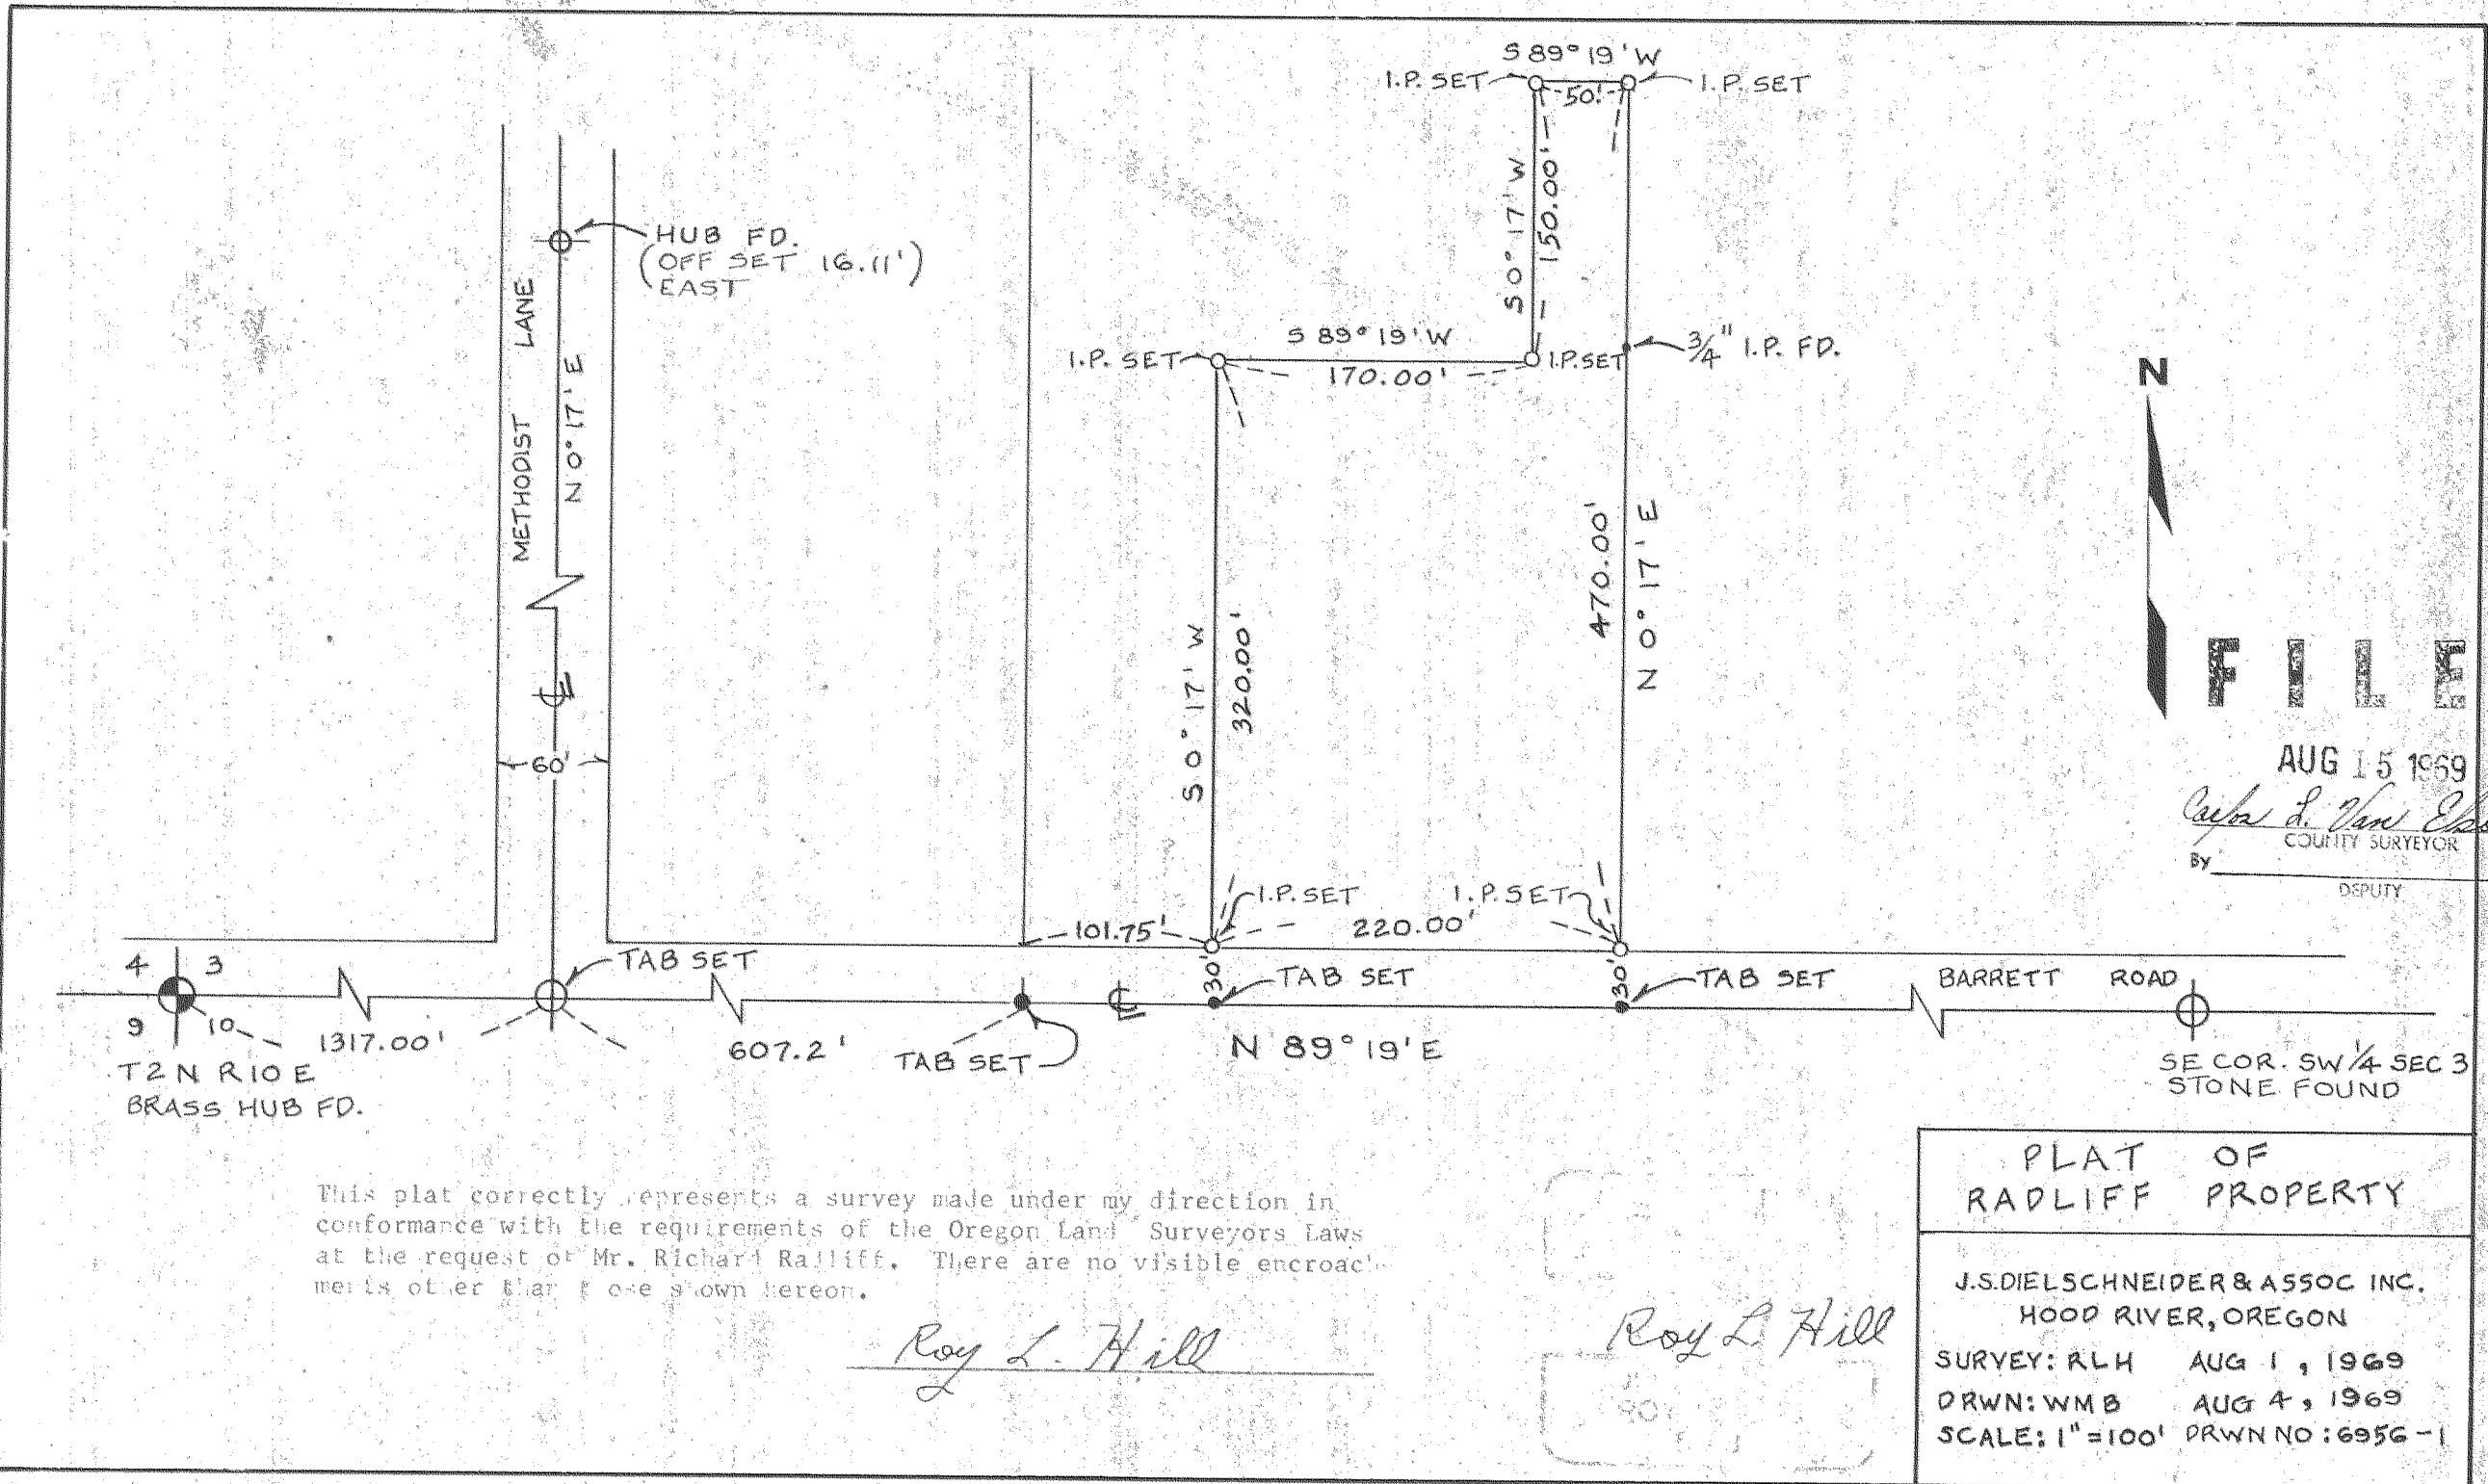 S 89° 19' W
I.P. SET
50'
I.P. SET
S 0° 17' W
150.00'
HUB FD.
(OFF SET 16.11')
EAST
METHODIST LANE
N 0° 17' E
S 89° 19' W
I.P. SET
170.00'
I.P. SET
3/4" I.P. FD.
N
S 0° 17' W
320.00'
470.00'
N 0° 17' E
FILE
AUG 15 1969
COUNTY SURVEYOR
By
DEPUTY
60'
I.P. SET
I.P. SET
101.75'
220.00'
4 3
TAB SET
30'
TAB SET
30'
TAB SET
BARRETT ROAD
9 10
1317.00'
607.2'
TAB SET
N 89° 19' E
T2N R10E
BRASS HUB FD.
SE COR. SW 1/4 SEC 3
STONE FOUND
This plat correctly represents a survey made under my direction in
conformance with the requirements of the Oregon Land Surveyors Laws
at the request of Mr. Richard Radliff. There are no visible encroach-
ments other than those shown hereon.
Roy L. Hill
Roy L. Hill
PLAT OF
RADLIFF PROPERTY
J.S.DIELSCHNEIDER & ASSOC INC.
HOOD RIVER, OREGON
SURVEY: RLH AUG 1, 1969
DRWN: WMB AUG 4, 1969
SCALE: 1"=100' DRWN NO: 6956-1